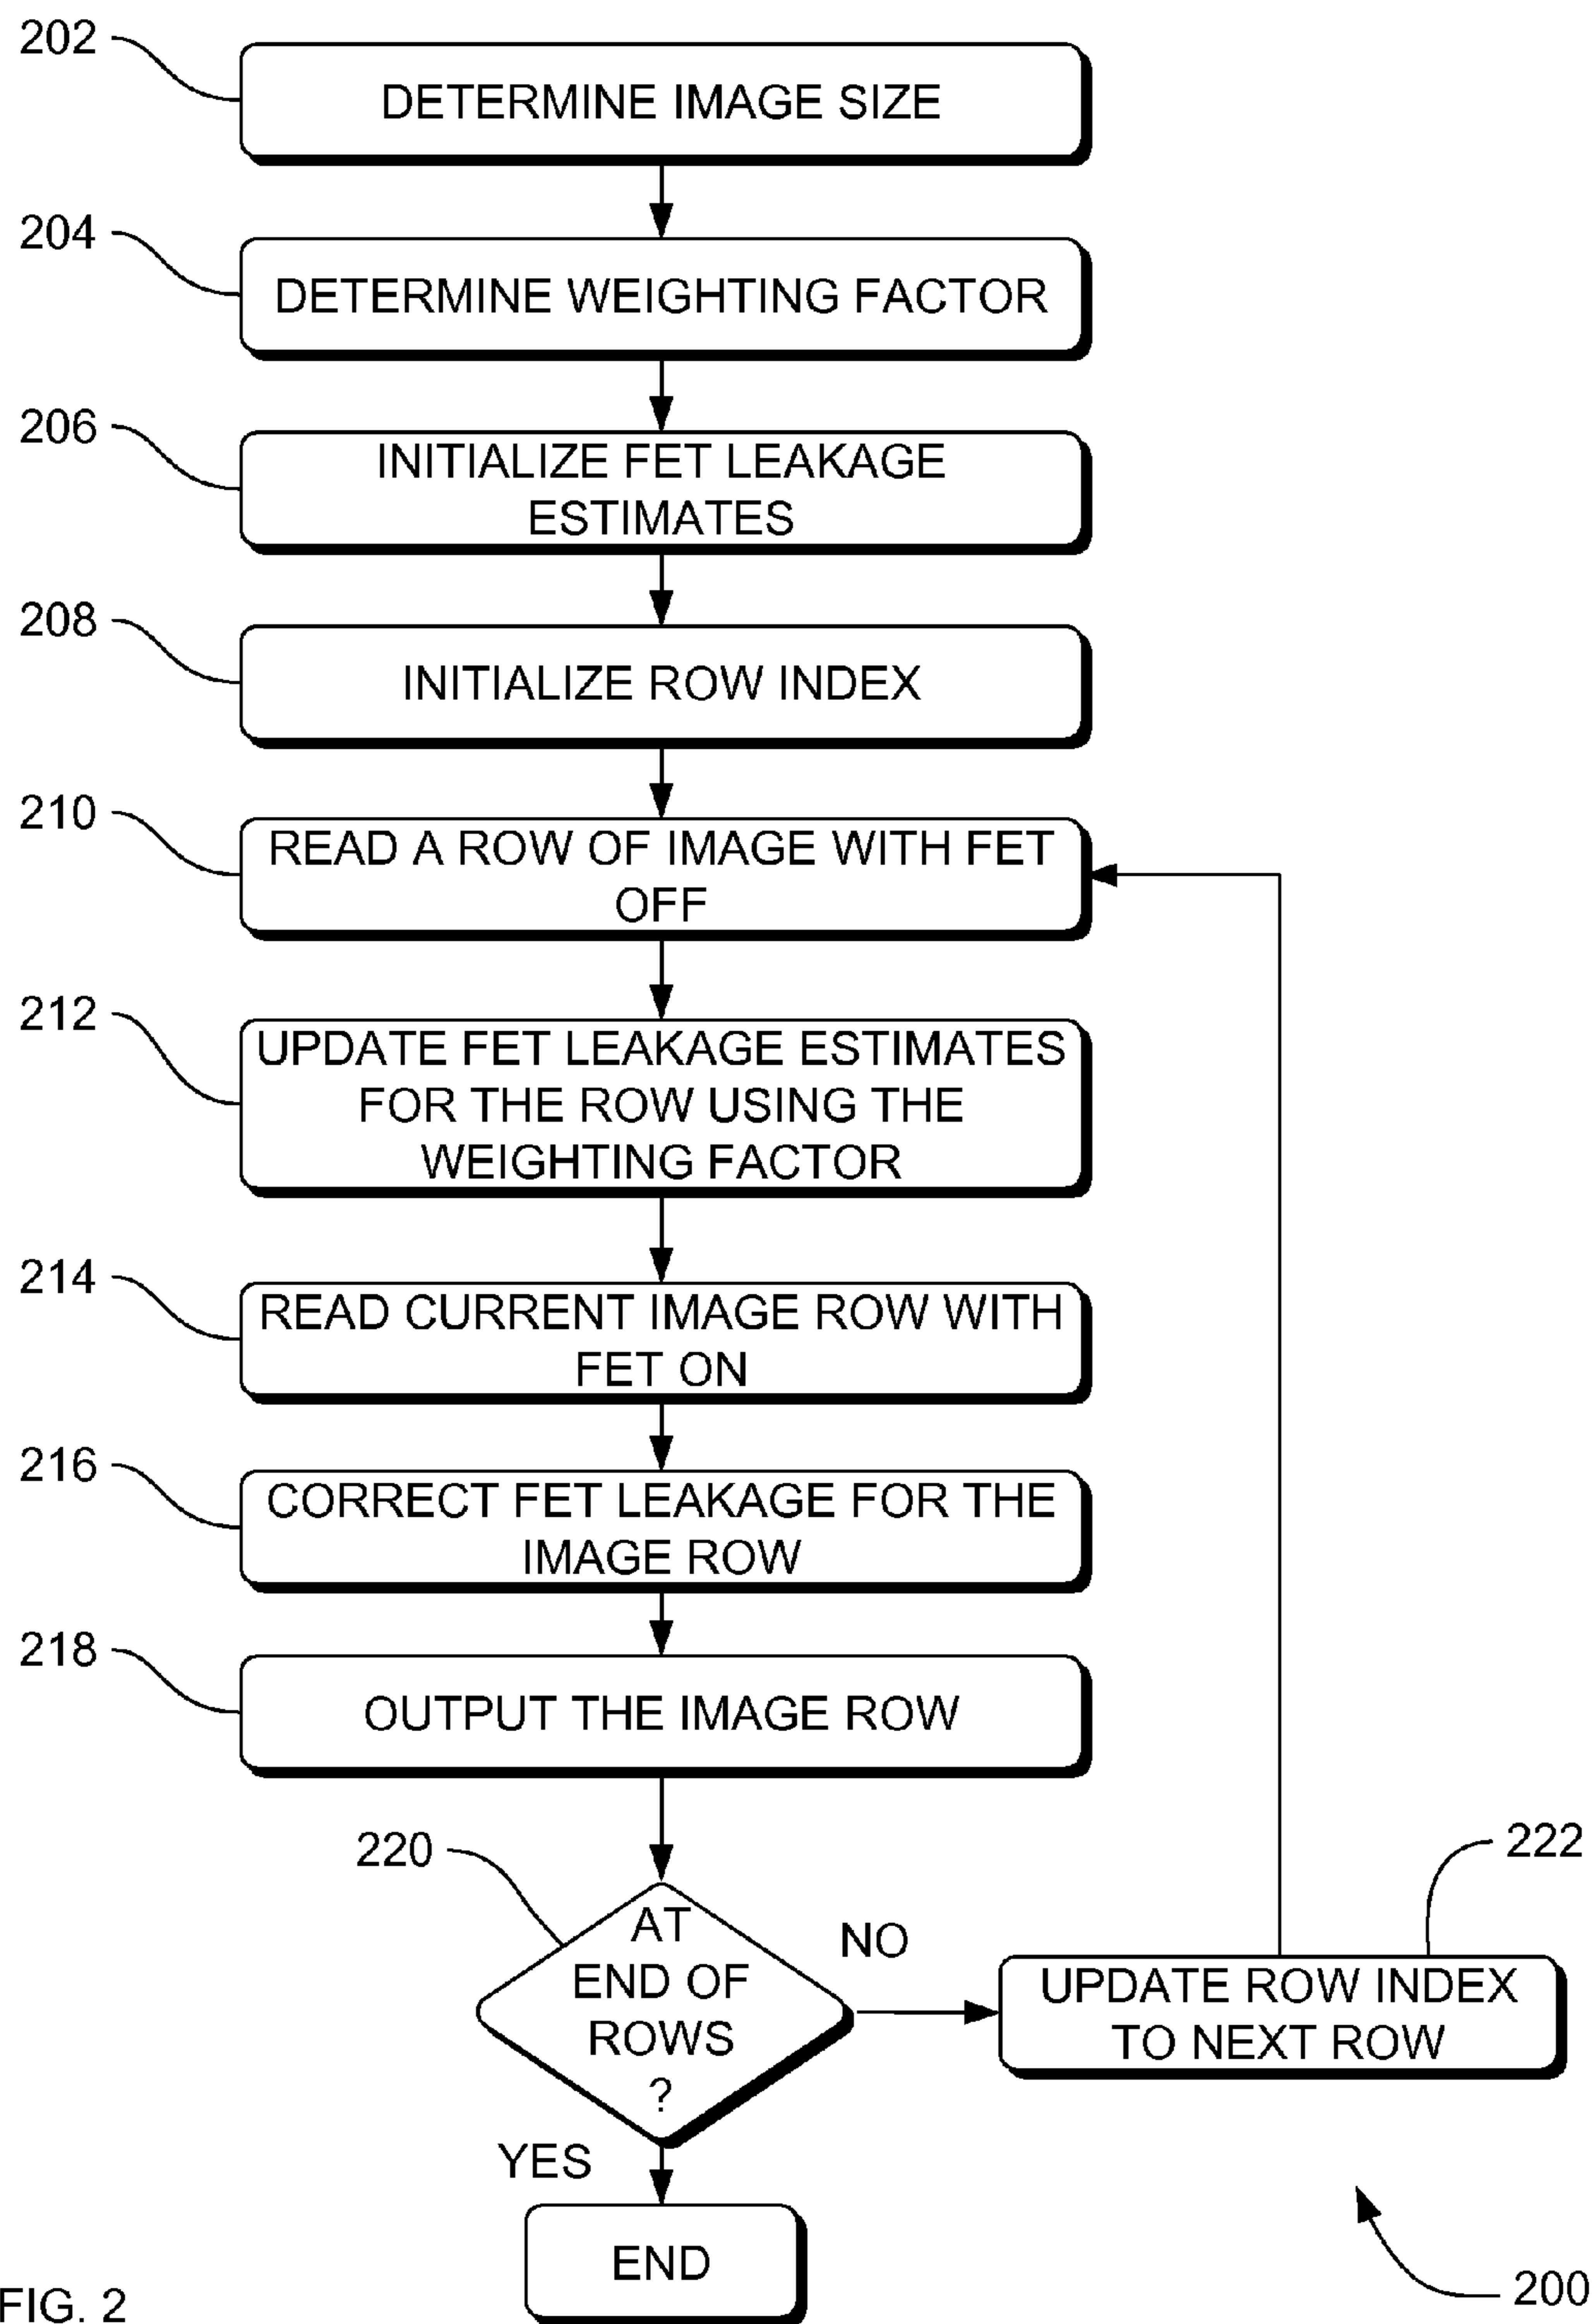 202
DETERMINE IMAGE SIZE
204
DETERMINE WEIGHTING FACTOR
206
INITIALIZE FET LEAKAGE
ESTIMATES
208
INITIALIZE ROW INDEX
210
READ A ROW OF IMAGE WITH FET
OFF
212
UPDATE FET LEAKAGE ESTIMATES
FOR THE ROW USING THE
WEIGHTING FACTOR
214
READ CURRENT IMAGE ROW WITH
FET ON
216
CORRECT FET LEAKAGE FOR THE
IMAGE ROW
218
OUTPUT THE IMAGE ROW
220
AT
END OF
ROWS
?
NO
222
UPDATE ROW INDEX
TO NEXT ROW
YES
END
200
FIG. 2